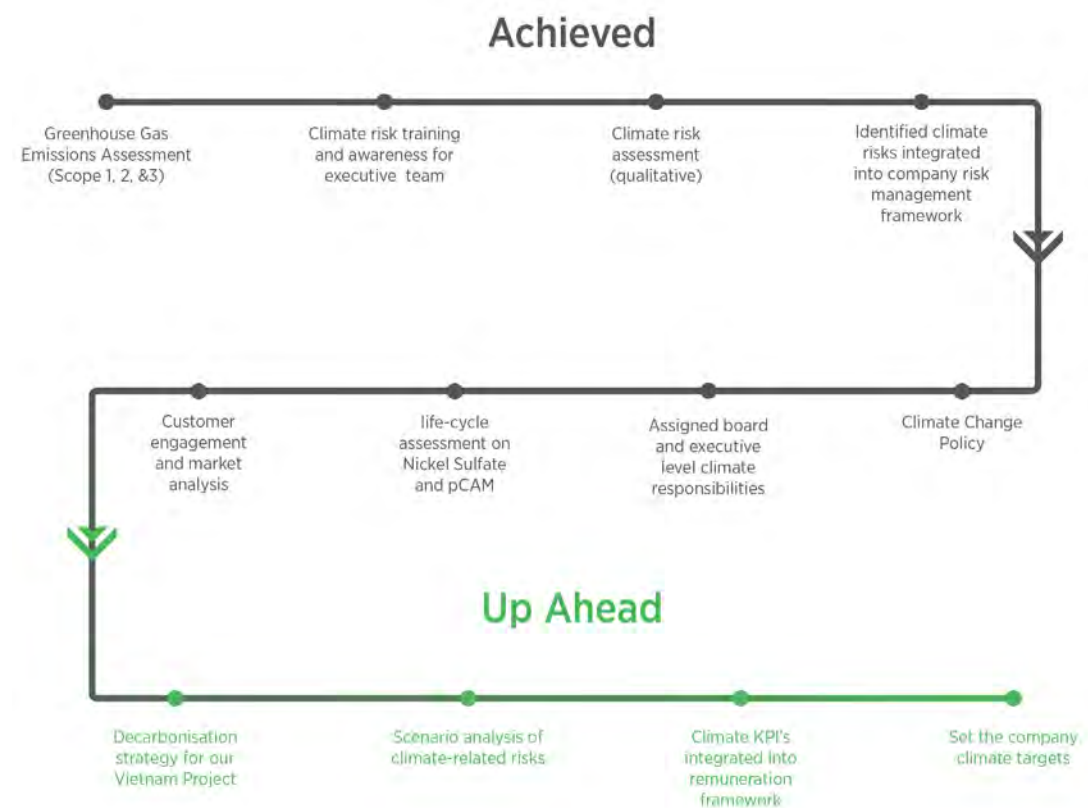 Achieved
Greenhouse Gas
Emissions Assessment
(Scope 1, 2, &3)
Climate risk training
and awareness for
executive team
Climate risk
assessment
(qualitative)
Identified climate
risks integrated
into company risk
management
framework
Customer
engagement
and market
analysis
life-cycle
assessment on
Nickel Sulfate
and pCAM
Assigned board
and executive
level climate
responsibilities
Climate Change
Policy
Up Ahead
Decarbonisation
strategy for our
Vietnam Project
Scenario analysis of
climate-related risks
Climate KPI's
integrated into
remuneration
framework
Set the company
climate targets